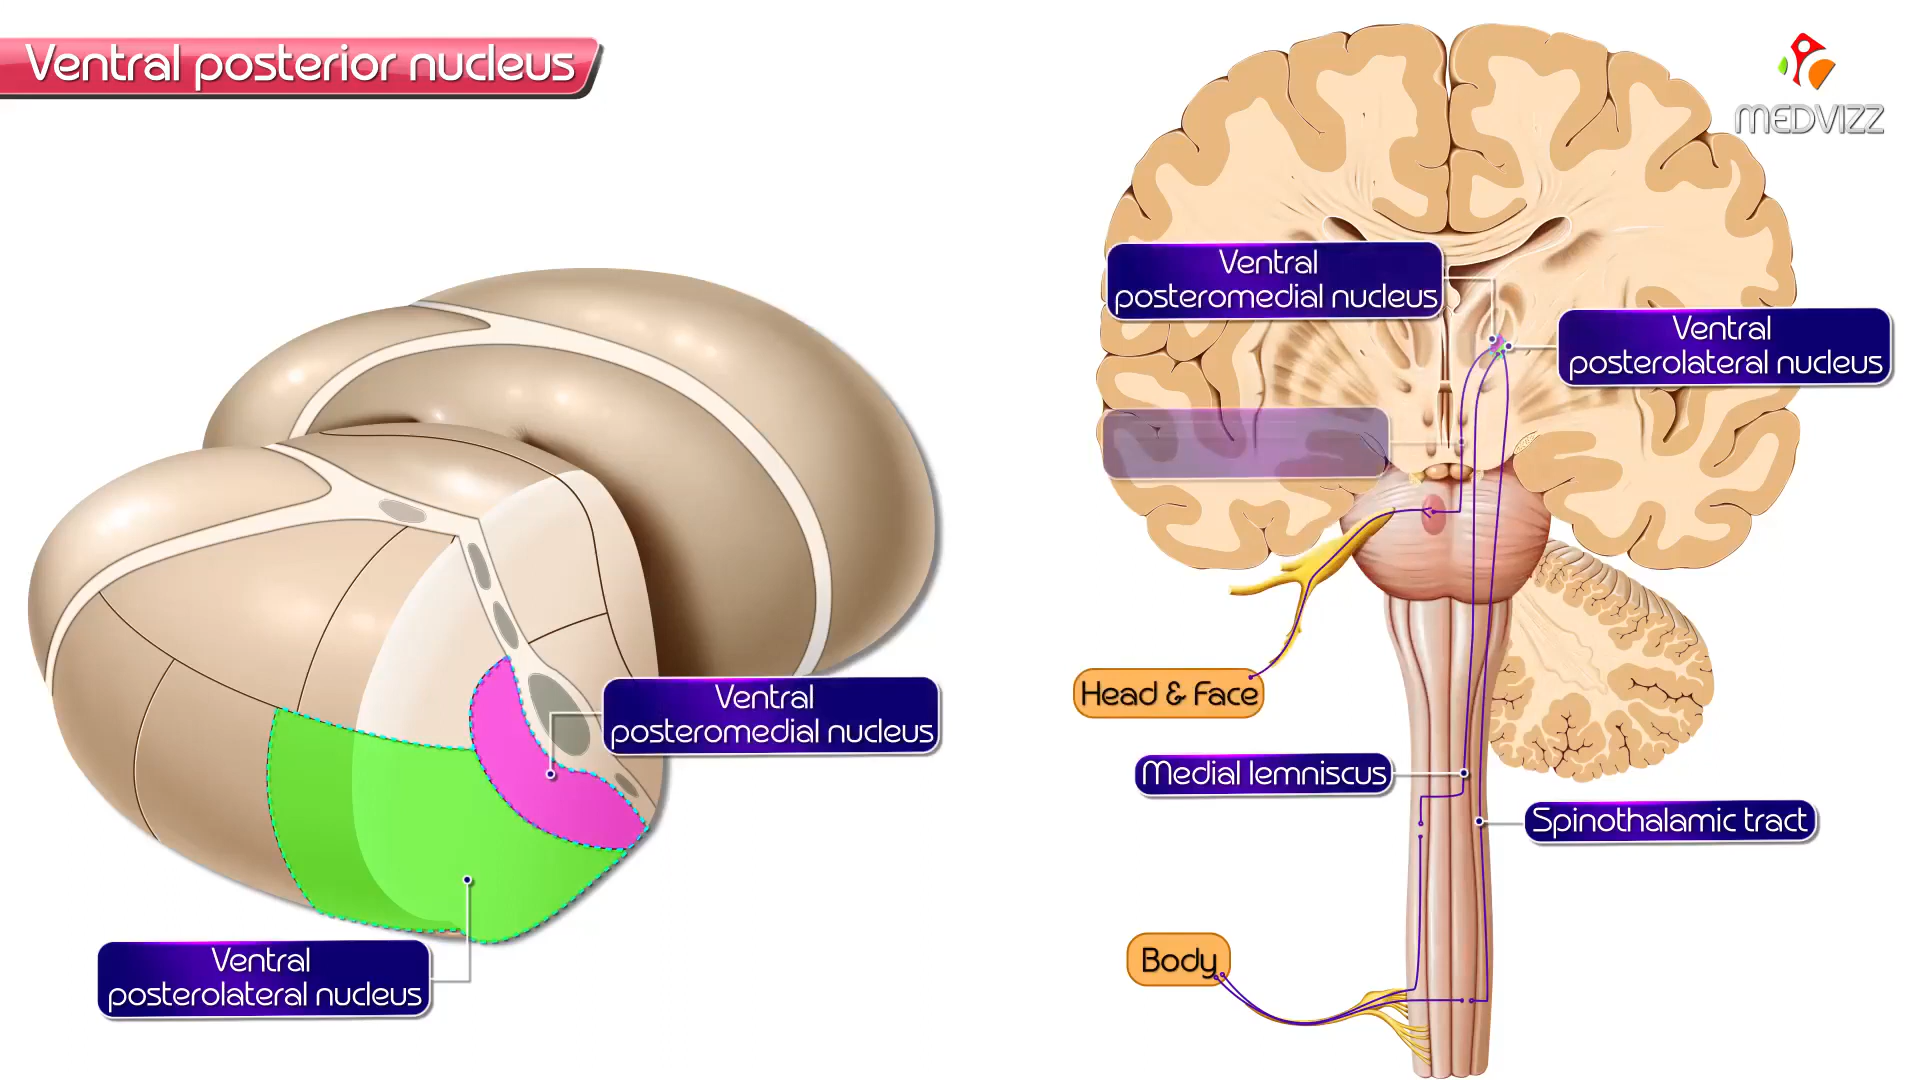 Ventral posterior nucleus
MEDVIZZ
Ventral
posteromedial nucleus
Ventral
posterolateral nucleus
Ventral
posteromedial nucleus
Head & Face
Medial lemniscus
Spinothalamic tract
Body
Ventral
posterolateral nucleus